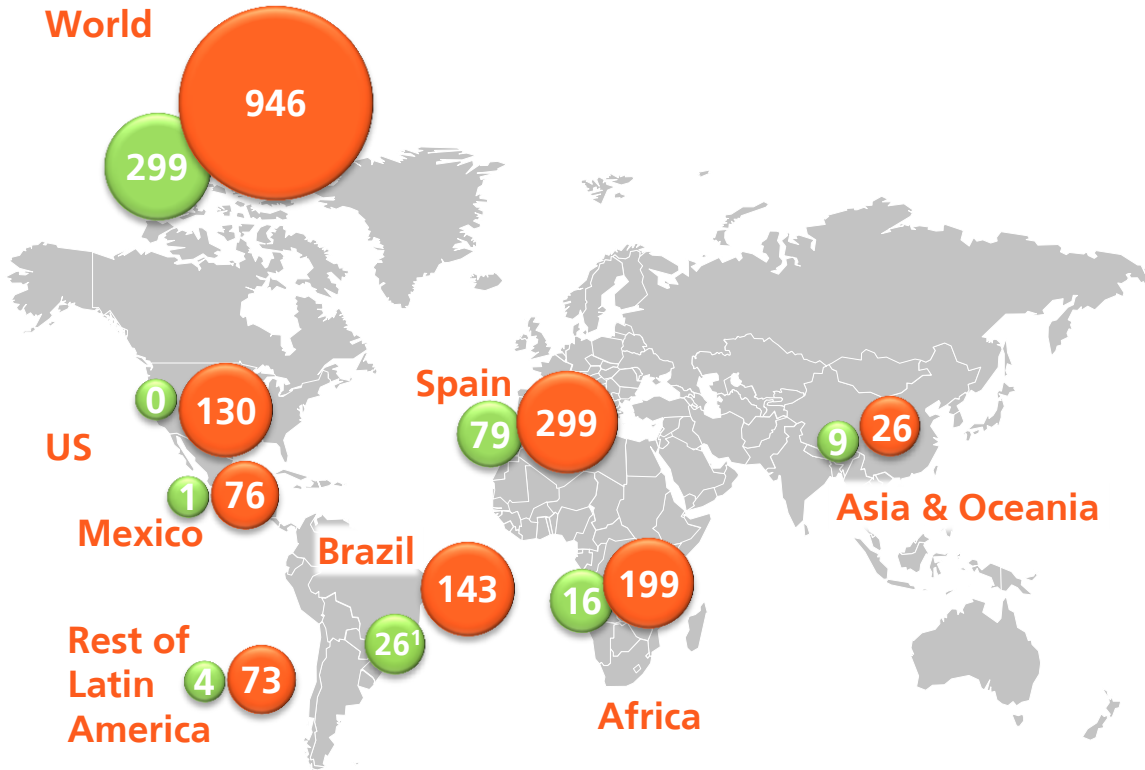 World
946
299
0
130
US
1
76
Mexico
Spain
79
299
9
26
Asia & Oceania
Brazil
143
26¹
16
199
Africa
Rest of
Latin
America
4
73